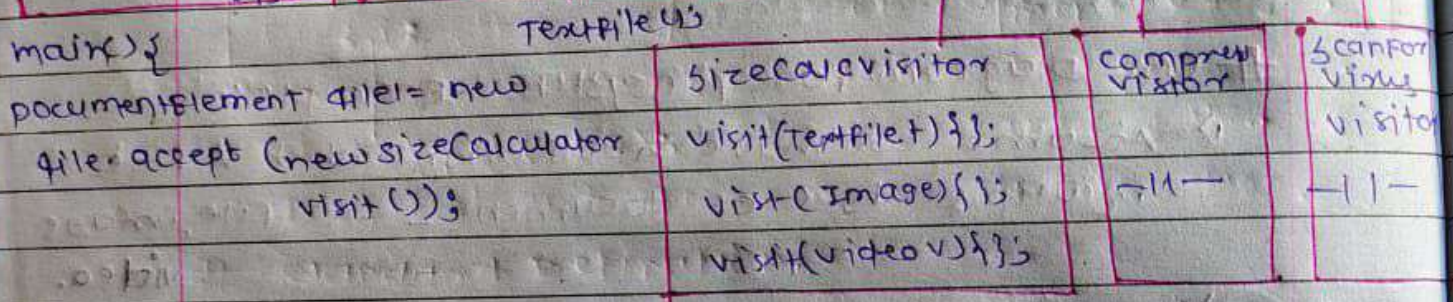 TextFile();
main(){
DocumentElement file1= new
file.accept (new sizeCalculator
visit());
SizeCalcvisitor
visit(TextFile t){};
visit(Image){};
visit(video v){};
compress
vistor
—11—
ScanFor
virus
visitor
—11—